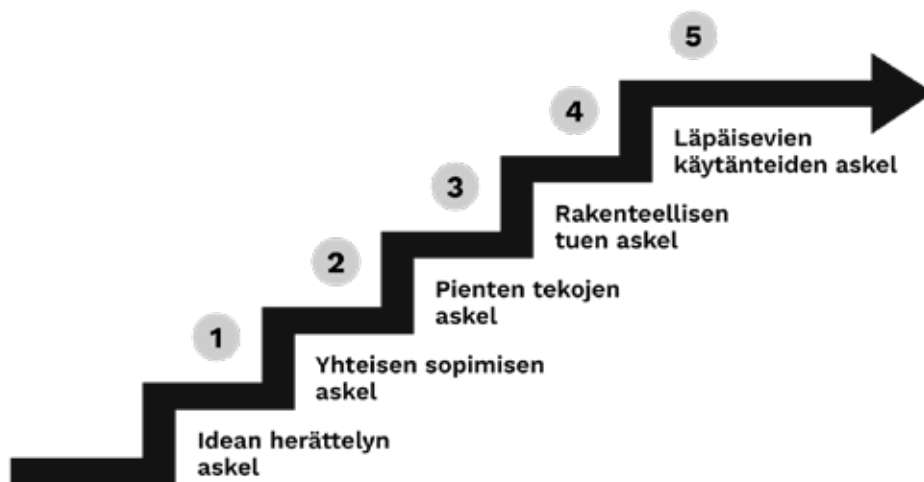 1
Idean herättelyn
askel
2
Yhteisen sopimisen
askel
3
Pienten tekojen
askel
4
Rakenteellisen
tuen askel
5
Läpäisevien
käytänteiden askel